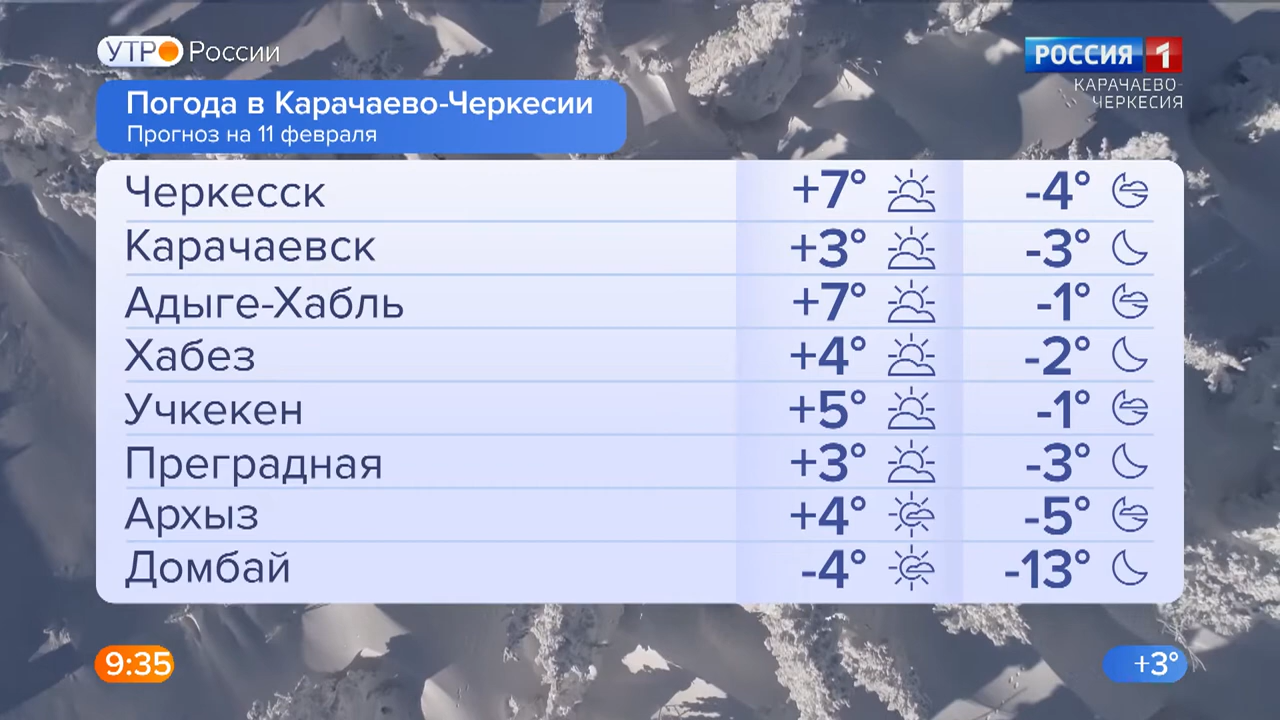 УТРО России
РОССИЯ 1
КАРАЧАЕВО-
ЧЕРКЕСИЯ
Погода в Карачаево-Черкесии
Прогноз на 11 февраля
Черкесск +7° -4°
Карачаевск +3° -3°
Адыге-Хабль +7° -1°
Хабез +4° -2°
Учкекен +5° -1°
Преградная +3° -3°
Архыз +4° -5°
Домбай -4° -13°
9:35
+3°